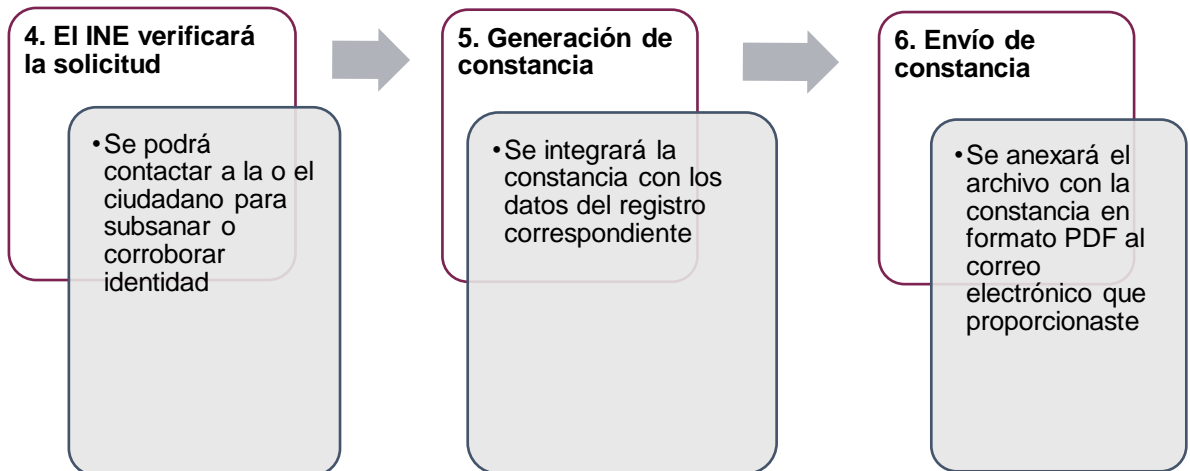 4. El INE verificará
la solicitud
•Se podrá
contactar a la o el
ciudadano para
subsanar o
corroborar
identidad
5. Generación de
constancia
•Se integrará la
constancia con los
datos del registro
correspondiente
6. Envío de
constancia
•Se anexará el
archivo con la
constancia en
formato PDF al
correo
electrónico que
proporcionaste